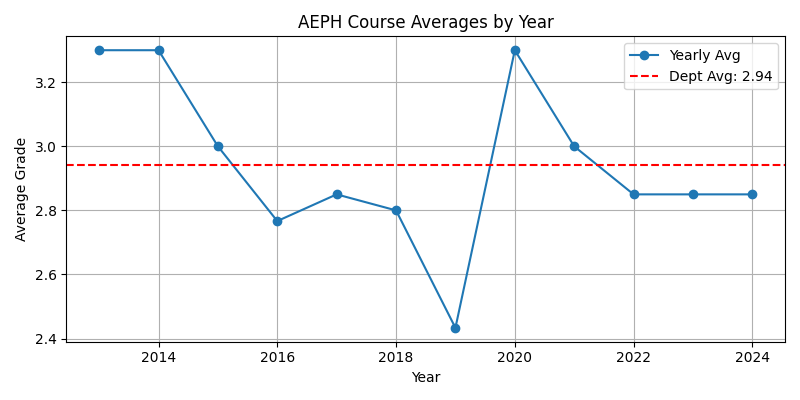 AEPH Course Averages by Year
Yearly Avg
Dept Avg: 2.94
Average Grade
3.2
3.0
2.8
2.6
2.4
2014 2016 2018 2020 2022 2024
Year